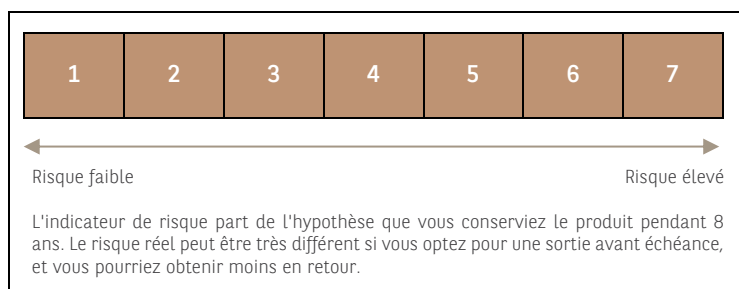 1 2 3 4 5 6 7
Risque faible Risque élevé
L'indicateur de risque part de l'hypothèse que vous conserviez le produit pendant 8
ans. Le risque réel peut être très différent si vous optez pour une sortie avant échéance,
et vous pourriez obtenir moins en retour.